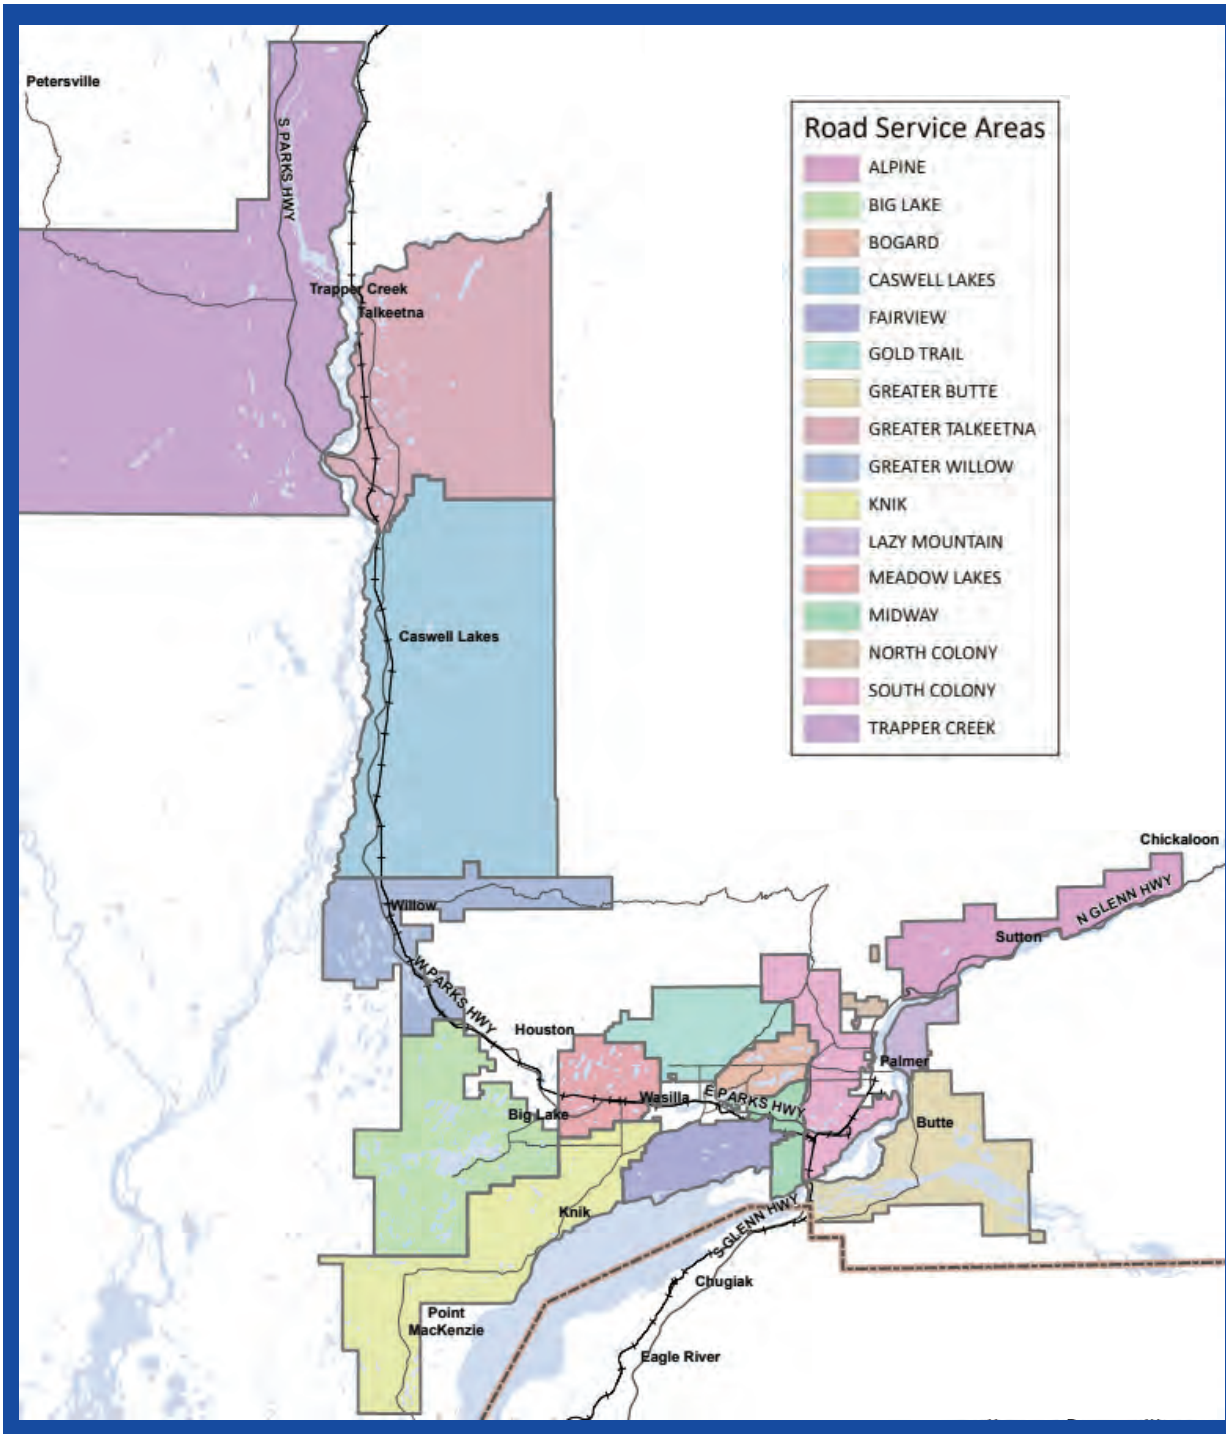 Petersville
S PARKS HWY
Trapper Creek
Talkeetna
Road Service Areas
ALPINE
BIG LAKE
BOGARD
CASWELL LAKES
FAIRVIEW
GOLD TRAIL
GREATER BUTTE
GREATER TALKEETNA
GREATER WILLOW
KNIK
LAZY MOUNTAIN
MEADOW LAKES
MIDWAY
NORTH COLONY
SOUTH COLONY
TRAPPER CREEK
Caswell Lakes
Chickaloon
N GLENN HWY
Willow
Sutton
W PARKS HWY
Houston
Palmer
Wasilla
E PARKS HWY
Big Lake
Butte
Knik
S GLENN HWY
Chugiak
Point
MacKenzie
Eagle River